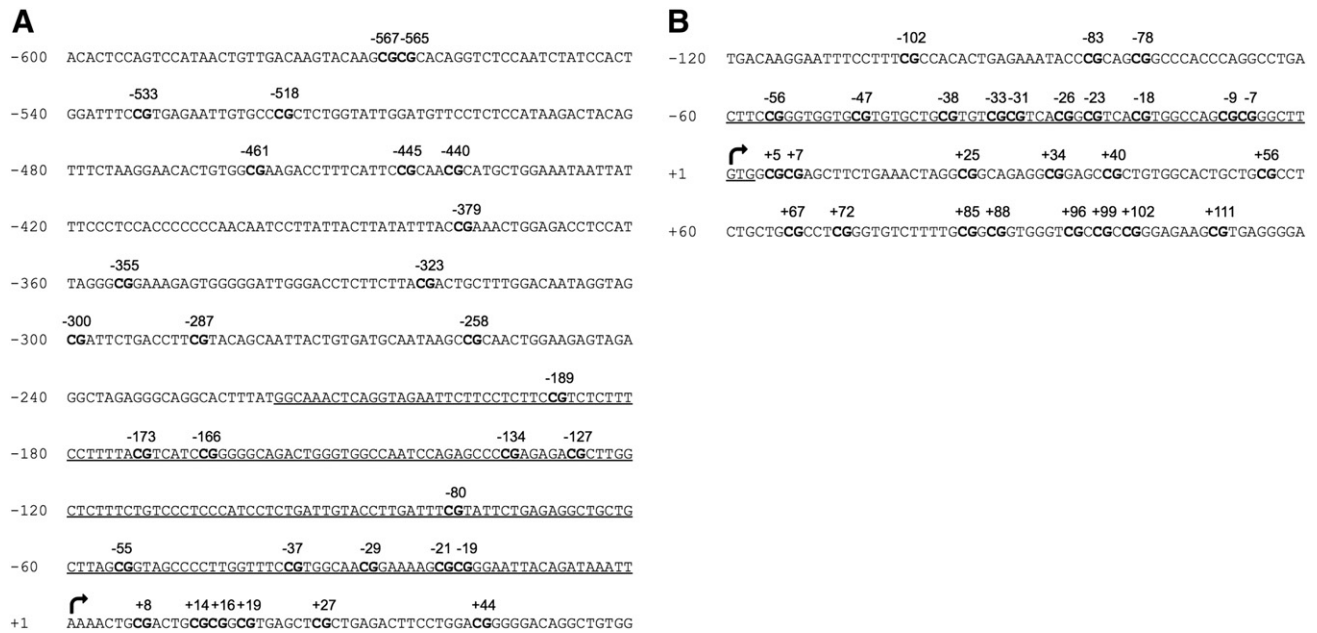 A
-567-565
-600 ACACTCCAGTCCATAACTGTTGACAAGTACAAGCGCGCACAGGTCTCCAATCTATCCACT
-533 -518
-540 GGATTTCCGTGAGAATTGTGCCCGCTCTGGTATTGGATGTTCCTCTCCATAAGACTACAG
-461 -445 -440
-480 TTTCTAAGGAACACTGTGGCGAAGACCTTTCATTCCGCAACGCATGCTGGAAATAATTAT
-379
-420 TTCCCTCCACCCCCCCAACAATCCTTATTACTTATATTTACCGAAACTGGAGACCTCCAT
-355 -323
-360 TAGGGCGGAAAGAGTGGGGGATTGGGACCTCTTCTTACGACTGCTTTGGACAATAGGTAG
-300 -287 -258
-300 CGATTCTGACCTTCGTACAGCAATTACTGTGATGCAATAAGCCGCAACTGGAAGAGTAGA
-189
-240 GGCTAGAGGGCAGGCACTTTATGGCAAACTCAGGTAGAATTCTTCCTCTTCCGTCTCTTT
-173 -166 -134 -127
-180 CCTTTTACGTCATCCGGGGGCAGACTGGGTGGCCAATCCAGAGCCCCGAGAGACGCTTGG
-80
-120 CTCTTTCTGTCCCTCCCATCCTCTGATTGTACCTTGATTTCGTATTCTGAGAGGCTGCTG
-55 -37 -29 -21 -19
-60 CTTAGCGGTAGCCCCTTGGTTTCCGTGGCAACGGAAAAGCGCGGGAATTACAGATAAATT
+8 +14+16+19 +27 +44
+1 AAAACTGCGACTGCGCGGCGTGAGCTCGCTGAGACTTCCTGGACGGGGGACAGGCTGTGG
B
-102 -83 -78
-120 TGACAAGGAATTTCCTTTCGCCACACTGAGAAATACCCGCAGCGGCCCACCCAGGCCTGA
-56 -47 -38 -33-31 -26 -23 -18 -9 -7
-60 CTTCCGGGTGGTGCGTGTGCTGCGTGTCGCGTCACGGCGTCACGTGGCCAGCGCGGGCTT
+5 +7 +25 +34 +40 +56
+1 GTGGCGCGAGCTTCTGAAACTAGGCGGCAGAGGCGGAGCCGCTGTGGCACTGCTGCGCCT
+67 +72 +85 +88 +96 +99 +102 +111
+60 CTGCTGCGCCTCGGGTGTCTTTTGCGGCGGTGGGTCGCCGCCGGGAGAAGCGTGAGGGGA